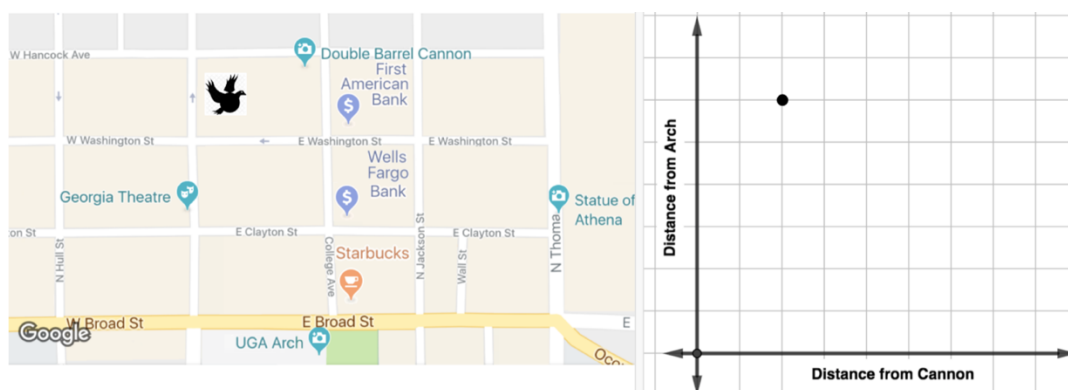 W Hancock Ave
Double Barrel Cannon
First
American
Bank
$
W Washington St
E Washington St
E Washington St
Wells
Fargo
Bank
$
Georgia Theatre
Statue of
Athena
on St
E Clayton St
E Clayton St
N Hull St
College Ave
N Jackson St
Wall St
N Thoma
Starbucks
W Broad St
E Broad St
E
Google
UGA Arch
Oco
Distance from Arch
Distance from Cannon